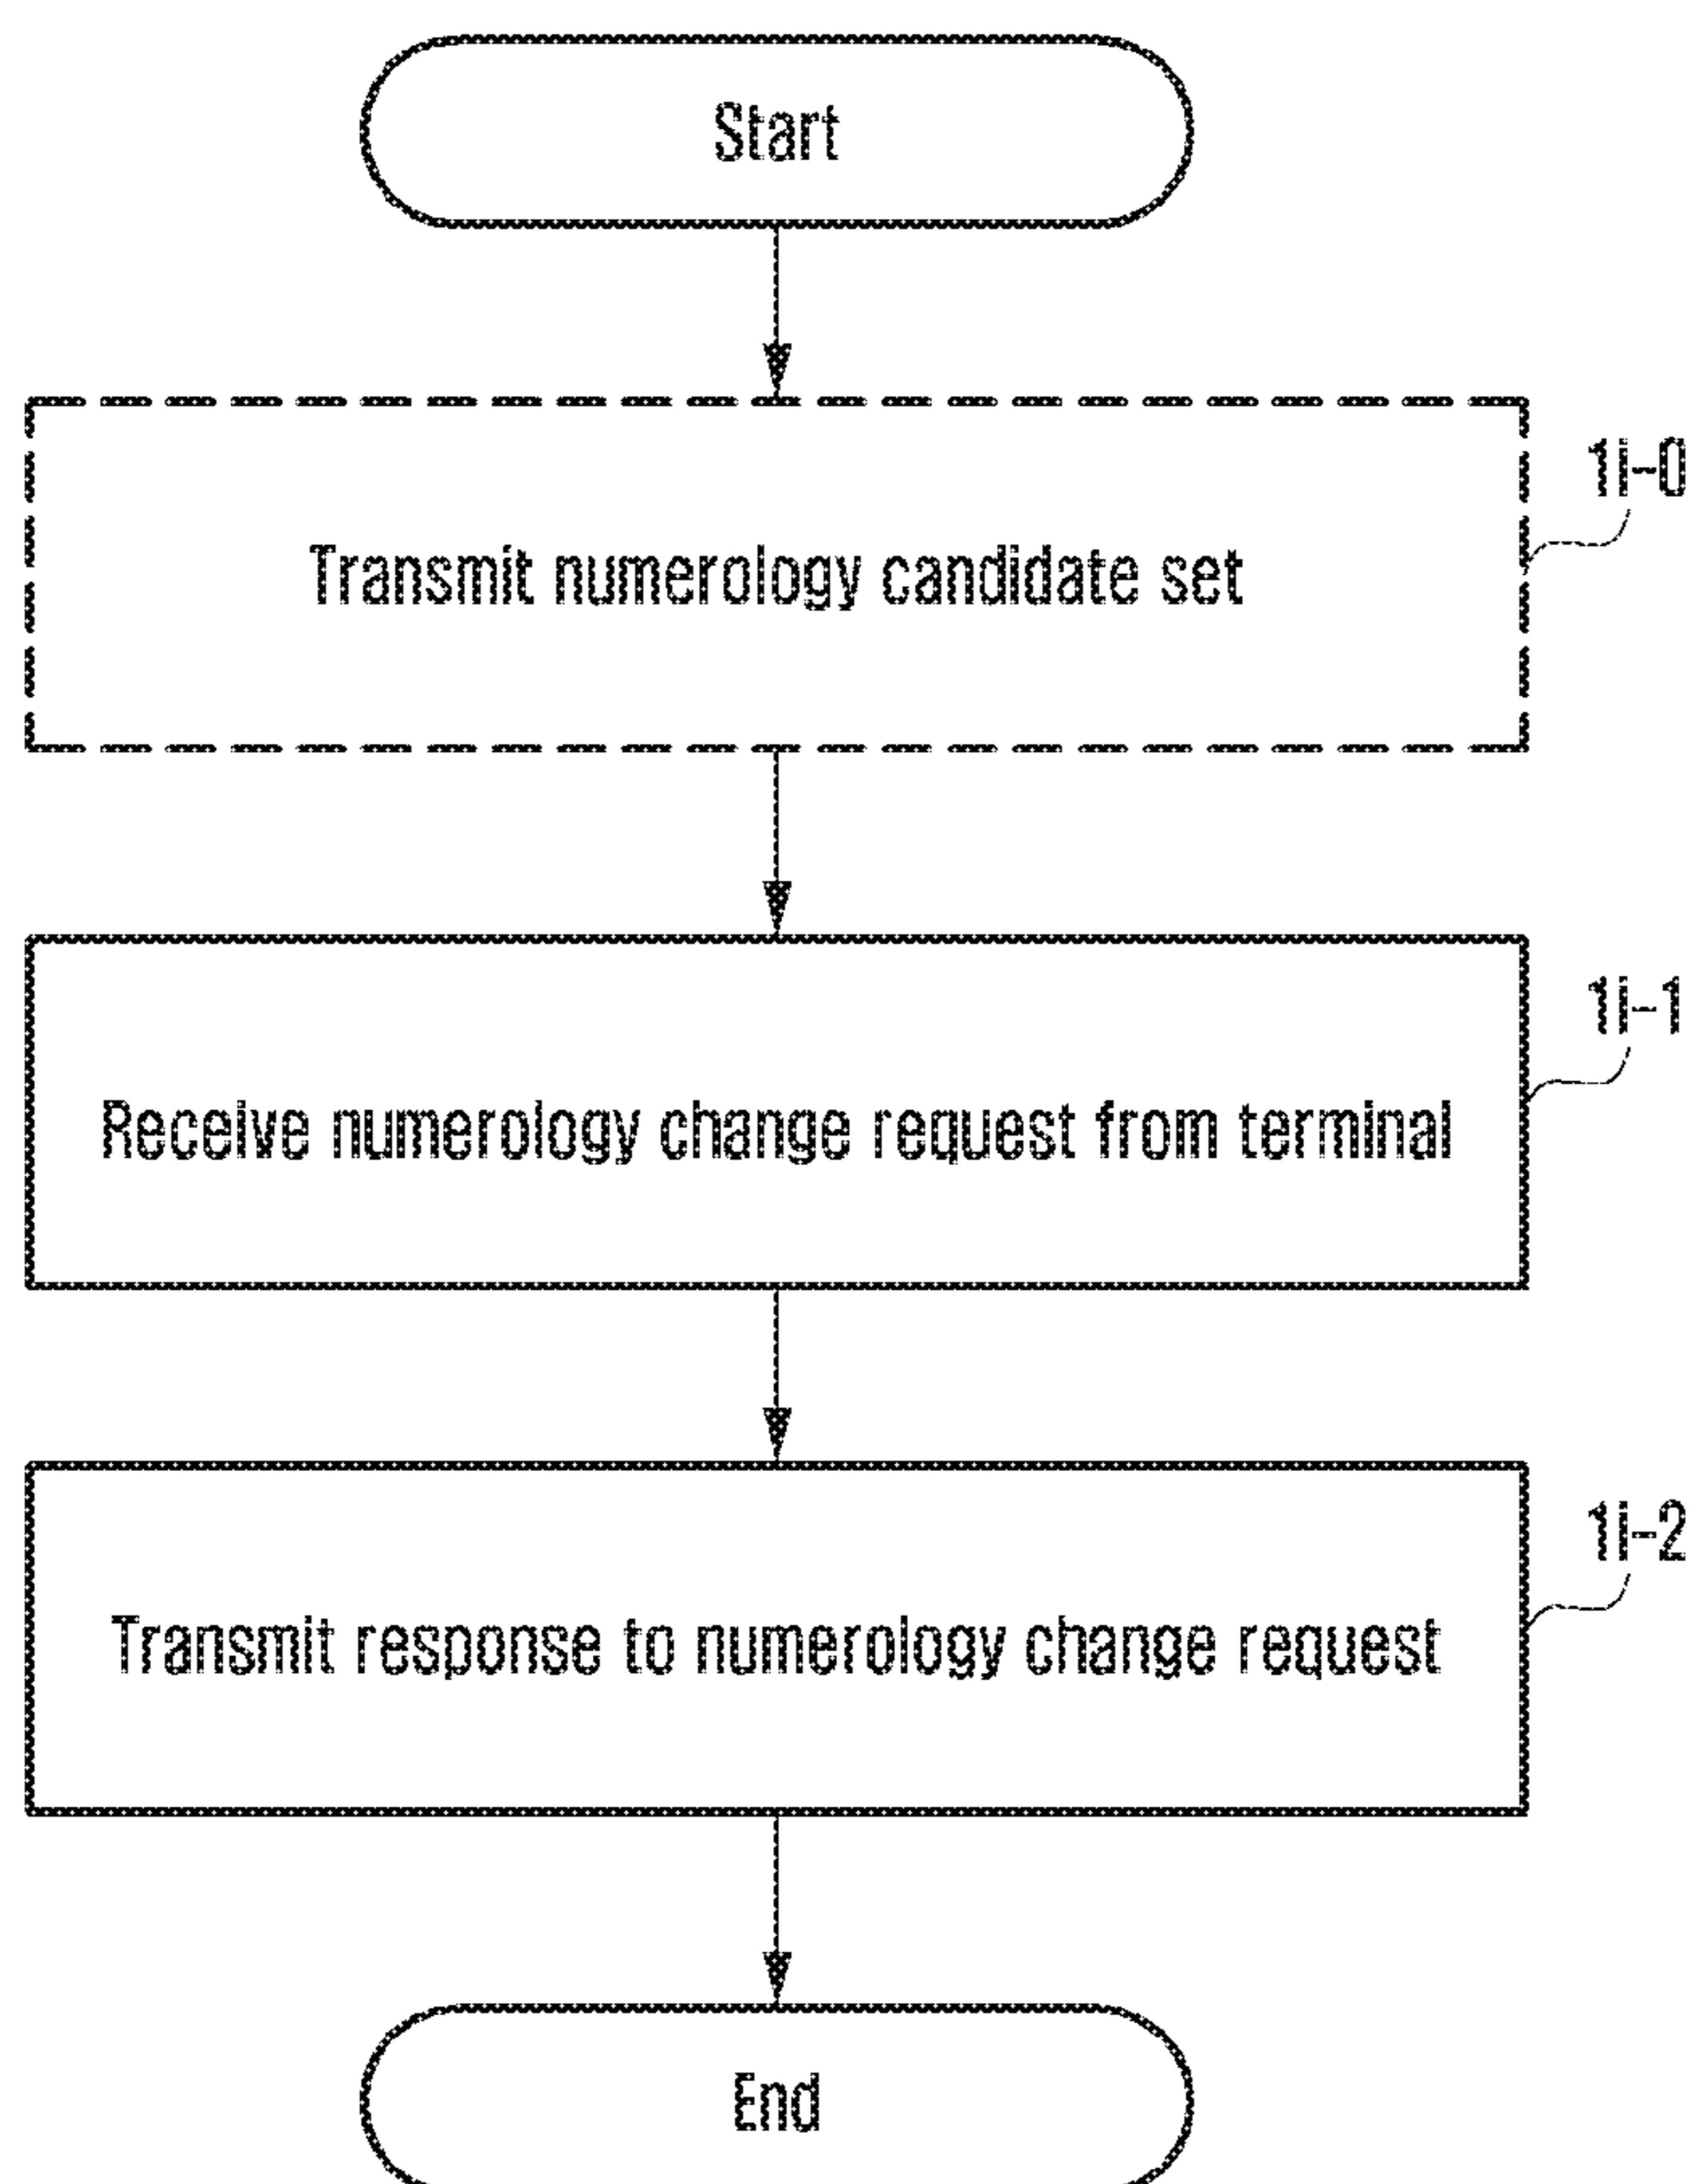 Start
1i-0
Transmit numerology candidate set
1i-1
Receive numerology change request from terminal
1i-2
Transmit response to numerology change request
End